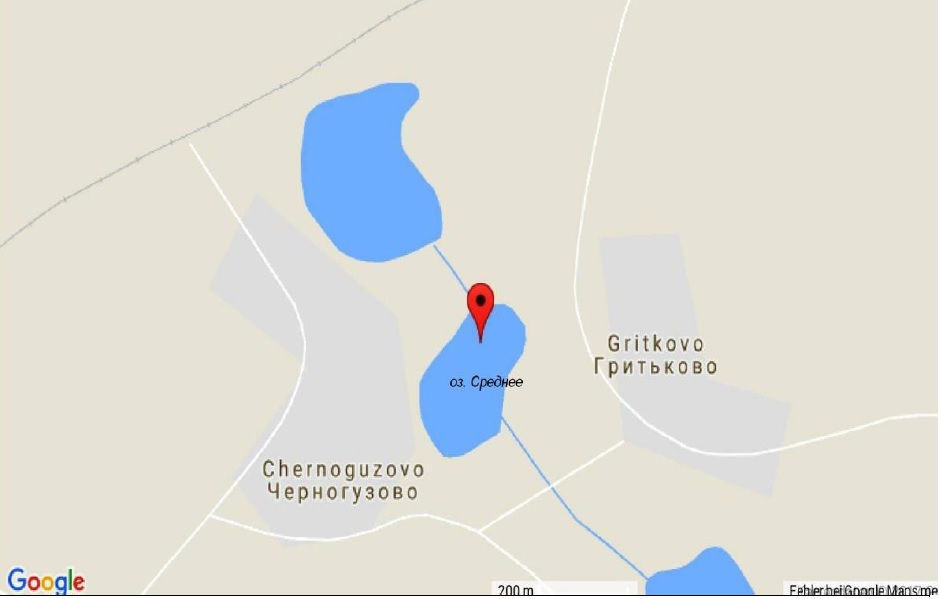 оз. Среднее
Gritkovo
Гритьково
Chernoguzovo
Черногузово
Google
200 m